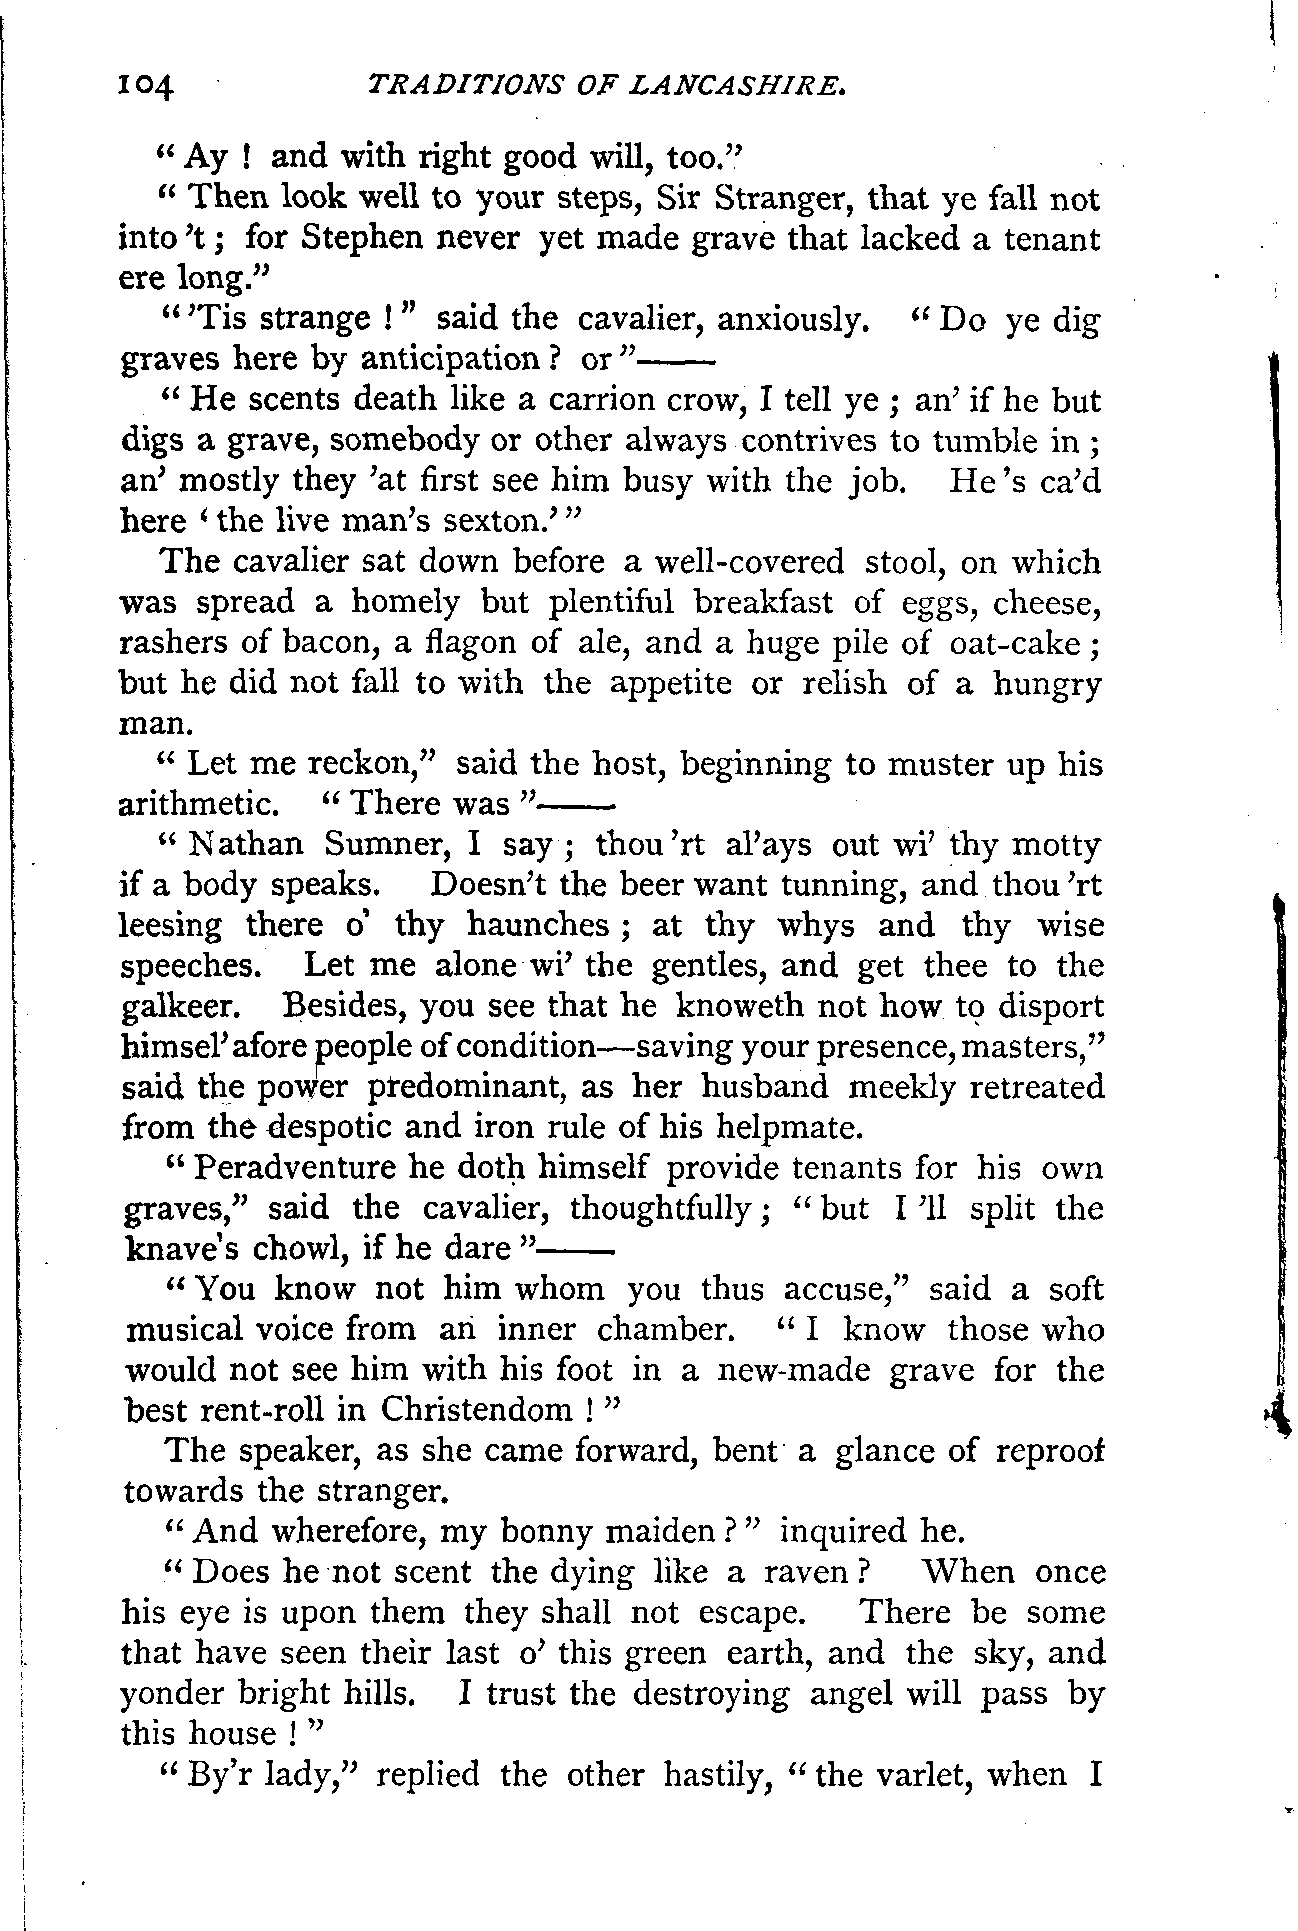 104 TRADITIONS OF LANCASHIRE.
“ Ay ! and with right good will, too.”
“ Then look well to your steps, Sir Stranger, that ye fall not
into ’t ; for Stephen never yet made grave that lacked a tenant
ere long.”
“ ’Tis strange ! ” said the cavalier, anxiously. “ Do ye dig
graves here by anticipation ? or ”——
“ He scents death like a carrion crow, I tell ye ; an’ if he but
digs a grave, somebody or other always contrives to tumble in ;
an’ mostly they ’at first see him busy with the job. He ’s ca’d
here ‘ the live man’s sexton.’ ”
The cavalier sat down before a well-covered stool, on which
was spread a homely but plentiful breakfast of eggs, cheese,
rashers of bacon, a flagon of ale, and a huge pile of oat-cake ;
but he did not fall to with the appetite or relish of a hungry
man.
“ Let me reckon,” said the host, beginning to muster up his
arithmetic. “ There was ”——
“ Nathan Sumner, I say ; thou ’rt al’ays out wi’ thy motty
if a body speaks. Doesn’t the beer want tunning, and thou ’rt
leesing there o’ thy haunches ; at thy whys and thy wise
speeches. Let me alone wi’ the gentles, and get thee to the
galkeer. Besides, you see that he knoweth not how to disport
himsel’ afore people of condition—saving your presence, masters,”
said the power predominant, as her husband meekly retreated
from the despotic and iron rule of his helpmate.
“ Peradventure he doth himself provide tenants for his own
graves,” said the cavalier, thoughtfully ; “ but I ’ll split the
knave’s chowl, if he dare ”——
“ You know not him whom you thus accuse,” said a soft
musical voice from an inner chamber. “ I know those who
would not see him with his foot in a new-made grave for the
best rent-roll in Christendom ! ”
The speaker, as she came forward, bent a glance of reproof
towards the stranger.
“ And wherefore, my bonny maiden ? ” inquired he.
“ Does he not scent the dying like a raven ? When once
his eye is upon them they shall not escape. There be some
that have seen their last o’ this green earth, and the sky, and
yonder bright hills. I trust the destroying angel will pass by
this house ! ”
“ By’r lady,” replied the other hastily, “ the varlet, when I